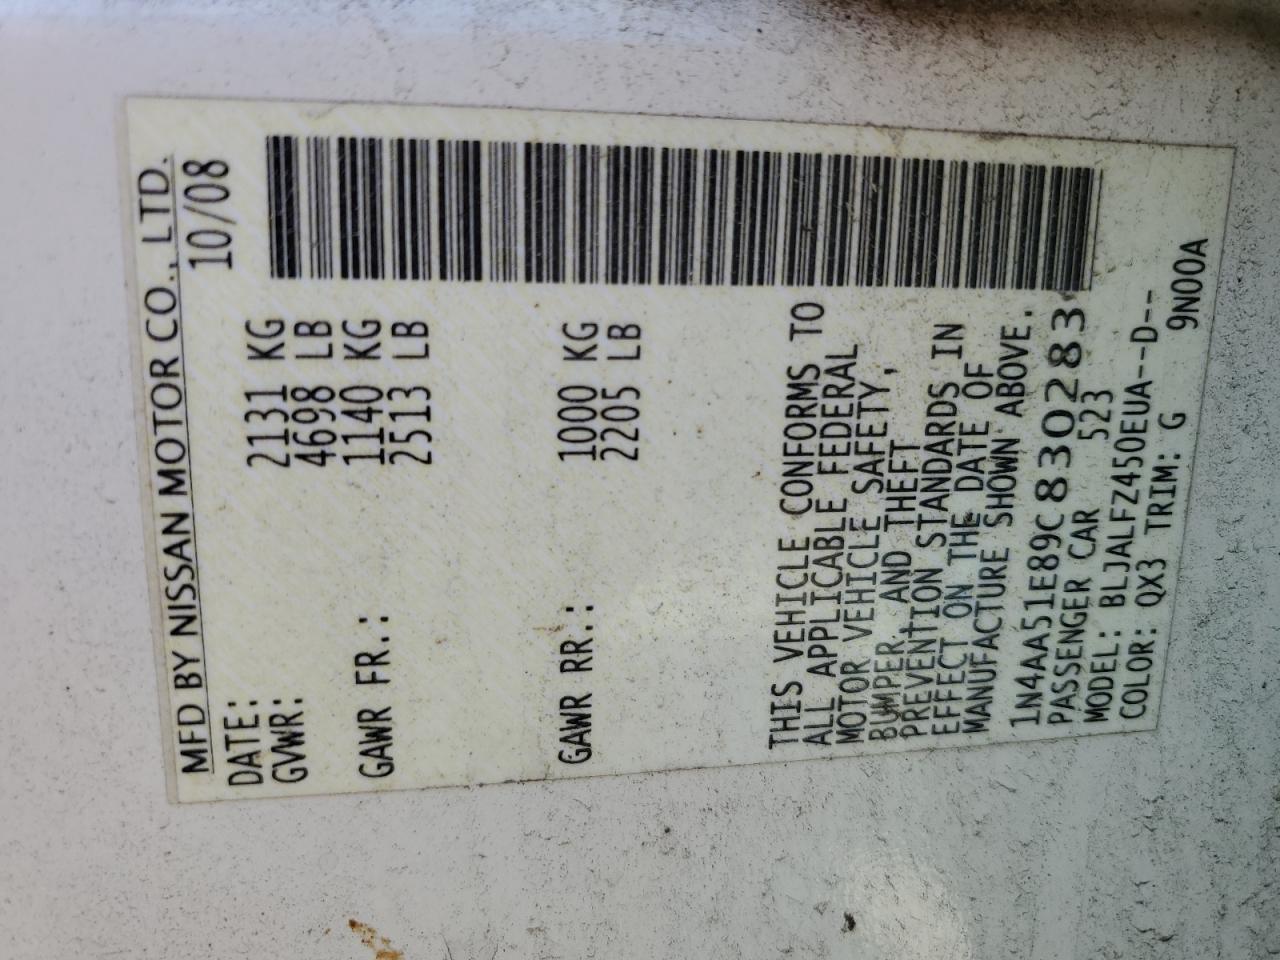 MFD BY NISSAN MOTOR CO., LTD.
DATE: 10/08
GVWR: 2131 KG
4698 LB
GAWR FR.: 1140 KG
2513 LB
GAWR RR.: 1000 KG
2205 LB
THIS VEHICLE CONFORMS TO
ALL APPLICABLE FEDERAL
MOTOR VEHICLE SAFETY,
BUMPER, AND THEFT
PREVENTION STANDARDS IN
EFFECT ON THE DATE OF
MANUFACTURE SHOWN ABOVE.
1N4AA51E89C830283
PASSENGER CAR 523
MODEL: BLJALFZ450EUA--D--
COLOR: QX3 TRIM: G 9N00A